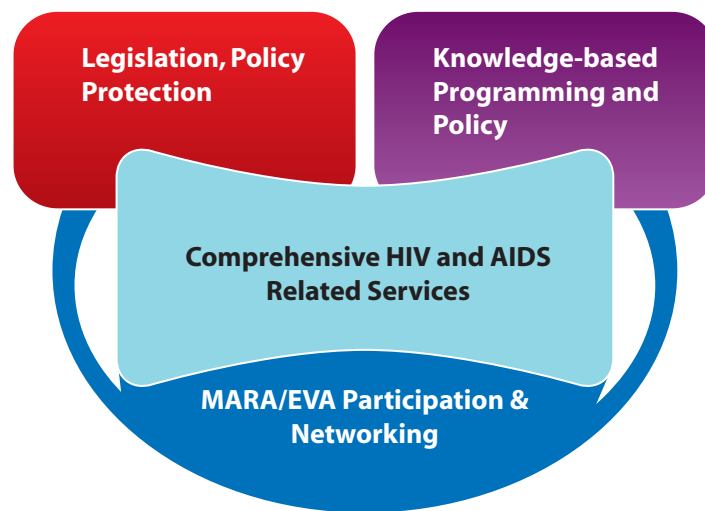 Legislation, Policy
Protection
Knowledge-based
Programming and
Policy
Comprehensive HIV and AIDS
Related Services
MARA/EVA Participation &
Networking